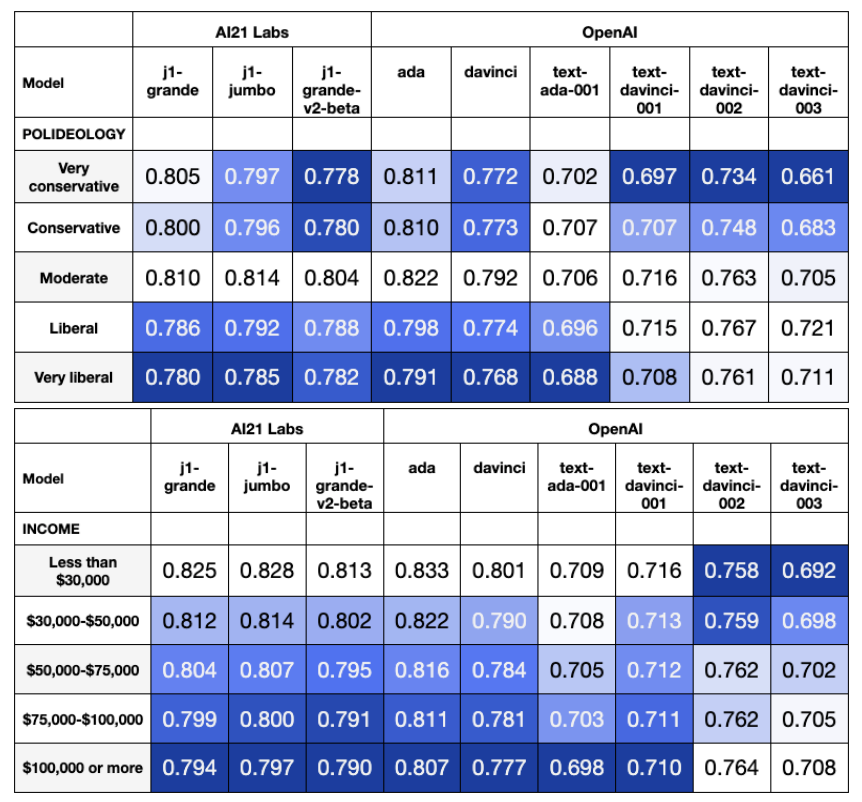 AI21 Labs OpenAI
Model j1-grande j1-jumbo j1-grande-v2-beta ada davinci text-ada-001 text-davinci-001 text-davinci-002 text-davinci-003
POLIDEOLOGY
Very conservative 0.805 0.797 0.778 0.811 0.772 0.702 0.697 0.734 0.661
Conservative 0.800 0.796 0.780 0.810 0.773 0.707 0.707 0.748 0.683
Moderate 0.810 0.814 0.804 0.822 0.792 0.706 0.716 0.763 0.705
Liberal 0.786 0.792 0.788 0.798 0.774 0.696 0.715 0.767 0.721
Very liberal 0.780 0.785 0.782 0.791 0.768 0.688 0.708 0.761 0.711
AI21 Labs OpenAI
Model j1-grande j1-jumbo j1-grande-v2-beta ada davinci text-ada-001 text-davinci-001 text-davinci-002 text-davinci-003
INCOME
Less than $30,000 0.825 0.828 0.813 0.833 0.801 0.709 0.716 0.758 0.692
$30,000-$50,000 0.812 0.814 0.802 0.822 0.790 0.708 0.713 0.759 0.698
$50,000-$75,000 0.804 0.807 0.795 0.816 0.784 0.705 0.712 0.762 0.702
$75,000-$100,000 0.799 0.800 0.791 0.811 0.781 0.703 0.711 0.762 0.705
$100,000 or more 0.794 0.797 0.790 0.807 0.777 0.698 0.710 0.764 0.708